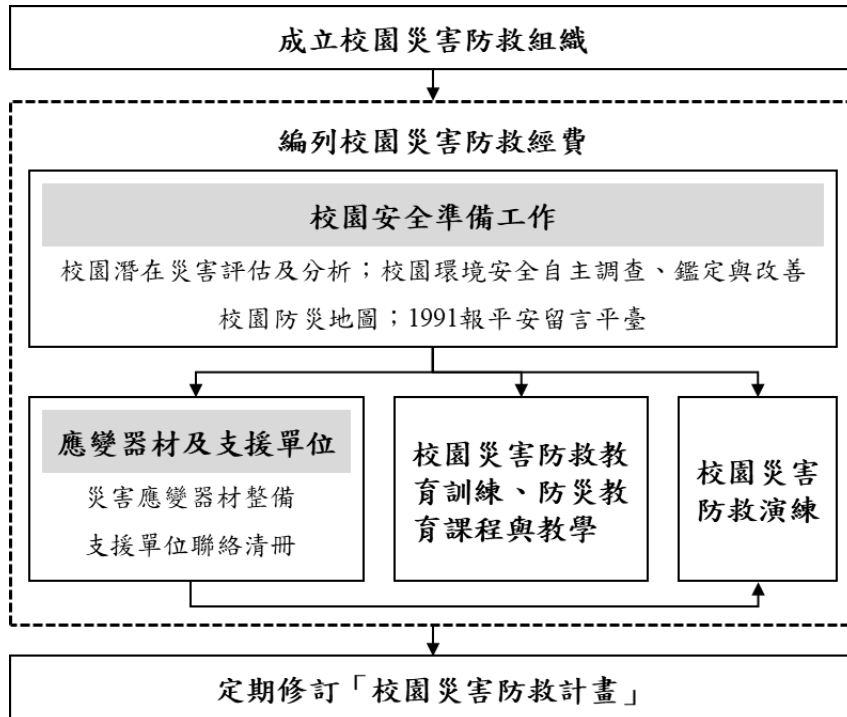 成立校園災害防救組織
編列校園災害防救經費
校園安全準備工作
校園潛在災害評估及分析；校園環境安全自主調查、鑑定與改善
校園防災地圖；1991報平安留言平臺
應變器材及支援單位
災害應變器材整備
支援單位聯絡清冊
校園災害防救教
育訓練、防災教
育課程與教學
校園災害
防救演練
定期修訂「校園災害防救計畫」